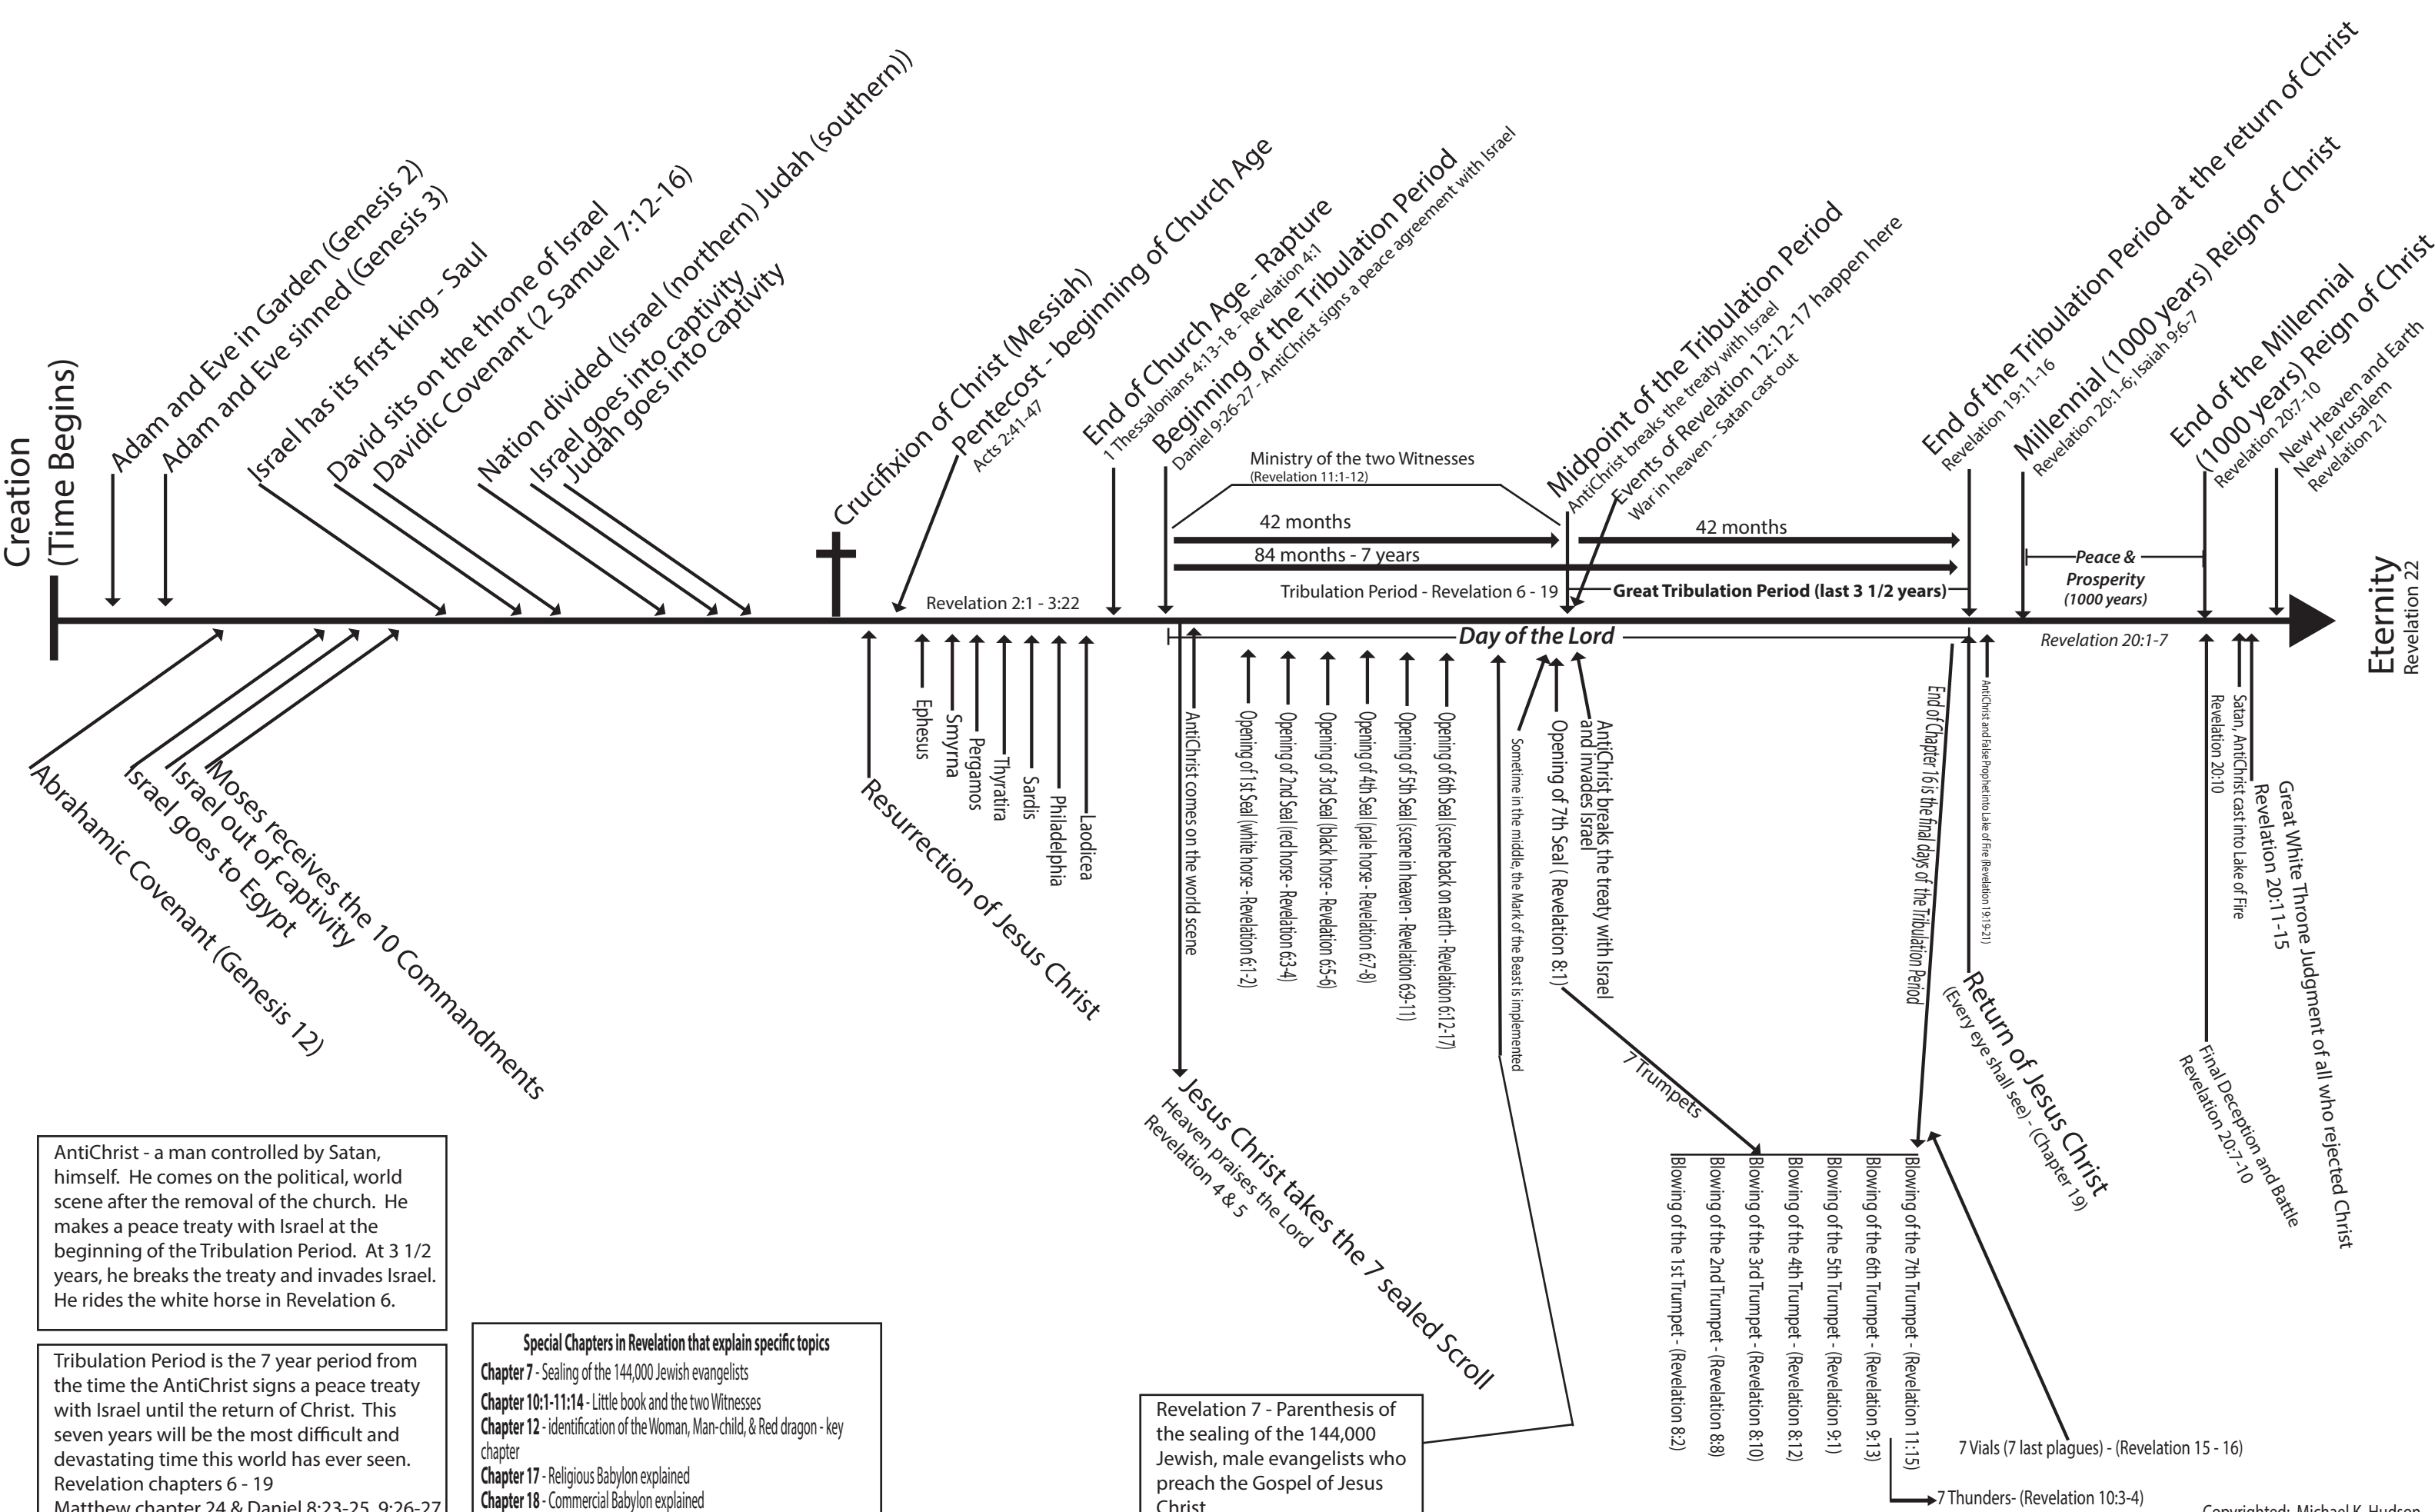 Creation
(Time Begins)
Adam and Eve in Garden (Genesis 2)
Adam and Eve sinned (Genesis 3)
Israel has its first king - Saul
David sits on the throne of Israel
Davidic Covenant (2 Samuel 7:12-16)
Nation divided (Israel (northern) Judah (southern))
Israel goes into captivity
Judah goes into captivity
Crucifixion of Christ (Messiah)
Pentecost - beginning of Church Age
Acts 2:41-47
End of Church Age - Rapture
1 Thessalonians 4:13-18 - Revelation 4:1
Beginning of the Tribulation Period
Daniel 9:26-27 - AntiChrist signs a peace agreement with Israel
Ministry of the two Witnesses
(Revelation 11:1-12)
Midpoint of the Tribulation Period
AntiChrist breaks the treaty with Israel
Events of Revelation 12:12-17 happen here
War in heaven - Satan cast out
End of the Tribulation Period at the return of Christ
Revelation 19:11-16
Millennial (1000 years) Reign of Christ
Revelation 20:1-6; Isaiah 9:6-7
End of the Millennial
(1000 years) Reign of Christ
Revelation 20:7-10
New Heaven and Earth
New Jerusalem
Revelation 21
42 months
42 months
84 months - 7 years
Revelation 2:1 - 3:22
Tribulation Period - Revelation 6 - 19
Great Tribulation Period (last 3 1/2 years)
Peace &
Prosperity
(1000 years)
Day of the Lord
Revelation 20:1-7
Eternity
Revelation 22
Abrahamic Covenant (Genesis 12)
Israel goes to Egypt
Israel out of captivity
Moses receives the 10 Commandments
Resurrection of Jesus Christ
Ephesus
Smyrna
Pergamos
Thyratira
Sardis
Philadelphia
Laodicea
AntiChrist comes on the world scene
Jesus Christ takes the 7 sealed Scroll
Heaven praises the Lord
Revelation 4 & 5
Opening of 1st Seal (white horse - Revelation 6:1-2)
Opening of 2nd Seal (red horse - Revelation 6:3-4)
Opening of 3rd Seal (black horse - Revelation 6:5-6)
Opening of 4th Seal (pale horse - Revelation 6:7-8)
Opening of 5th Seal (scene in heaven - Revelation 6:9-11)
Opening of 6th Seal (scene back on earth - Revelation 6:12-17)
Sometime in the middle, the Mark of the Beast is implemented
Opening of 7th Seal ( Revelation 8:1)
AntiChrist breaks the treaty with Israel
and invades Israel
7 Trumpets
End of Chapter 16 is the final days of the Tribulation Period
AntiChrist and False Prophet into Lake of Fire (Revelation 19:19-21)
Return of Jesus Christ
(Every eye shall see) - (Chapter 19)
Final Deception and Battle
Revelation 20:7-10
Satan, AntiChrist cast into Lake of Fire
Revelation 20:10
Great White Throne Judgment of all who rejected Christ
Revelation 20:11-15
Blowing of the 1st Trumpet - (Revelation 8:2)
Blowing of the 2nd Trumpet - (Revelation 8:8)
Blowing of the 3rd Trumpet - (Revelation 8:10)
Blowing of the 4th Trumpet - (Revelation 8:12)
Blowing of the 5th Trumpet - (Revelation 9:1)
Blowing of the 6th Trumpet - (Revelation 9:13)
Blowing of the 7th Trumpet - (Revelation 11:15)
7 Vials (7 last plagues) - (Revelation 15 - 16)
7 Thunders- (Revelation 10:3-4)
AntiChrist - a man controlled by Satan,
himself. He comes on the political, world
scene after the removal of the church. He
makes a peace treaty with Israel at the
beginning of the Tribulation Period. At 3 1/2
years, he breaks the treaty and invades Israel.
He rides the white horse in Revelation 6.
Tribulation Period is the 7 year period from
the time the AntiChrist signs a peace treaty
with Israel until the return of Christ. This
seven years will be the most difficult and
devastating time this world has ever seen.
Revelation chapters 6 - 19
Matthew chapter 24 & Daniel 8:23-25, 9:26-27
Special Chapters in Revelation that explain specific topics
Chapter 7 - Sealing of the 144,000 Jewish evangelists
Chapter 10:1-11:14 - Little book and the two Witnesses
Chapter 12 - identification of the Woman, Man-child, & Red dragon - key
chapter
Chapter 17 - Religious Babylon explained
Chapter 18 - Commercial Babylon explained
Revelation 7 - Parenthesis of
the sealing of the 144,000
Jewish, male evangelists who
preach the Gospel of Jesus
Christ
Copyrighted: Michael K. Hudson